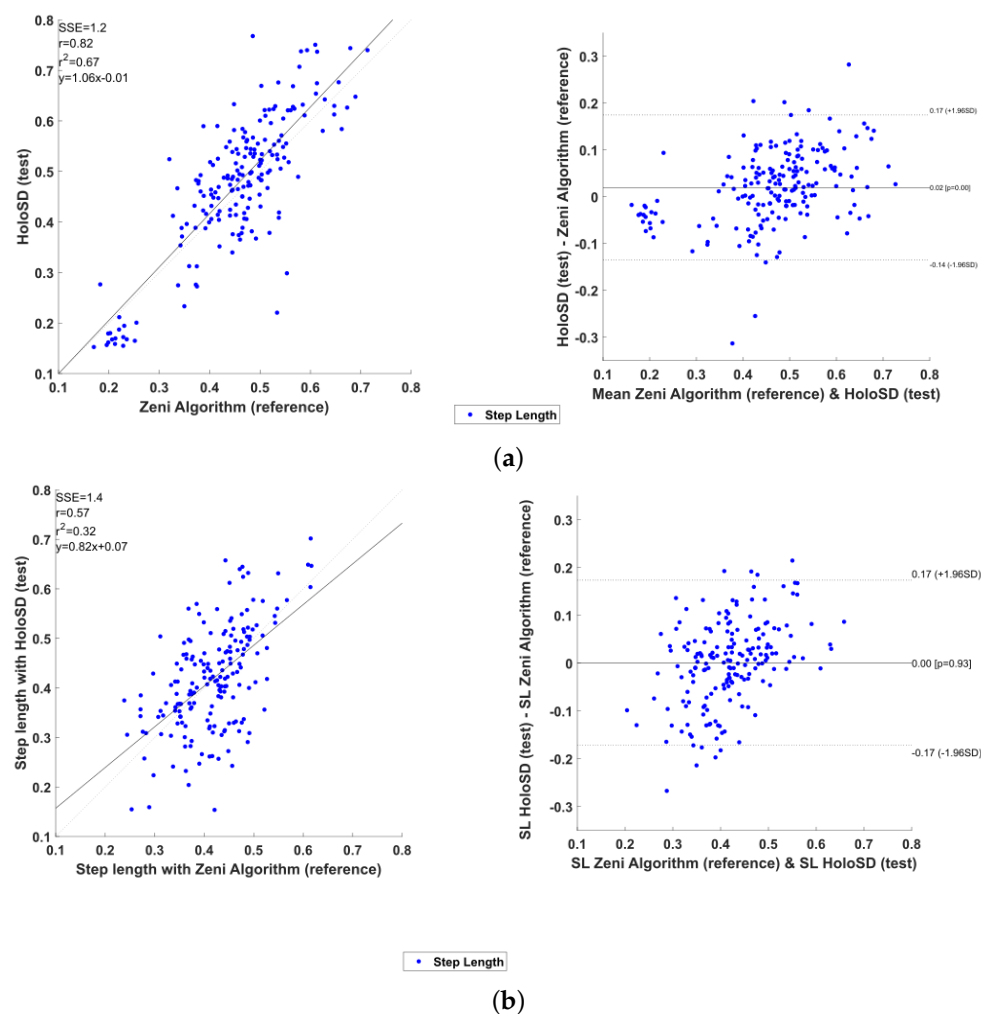 SSE=1.2
r=0.82
r²=0.67
y=1.06x-0.01
0.8
0.7
0.6
0.5
0.4
0.3
0.2
0.1
HoloSD (test)
0.1 0.2 0.3 0.4 0.5 0.6 0.7 0.8
Zeni Algorithm (reference)
0.3
0.2
0.1
0
-0.1
-0.2
-0.3
HoloSD (test) - Zeni Algorithm (reference)
0.17 (+1.96SD)
0.02 [p=0.00]
-0.14 (-1.96SD)
0.1 0.2 0.3 0.4 0.5 0.6 0.7 0.8
Mean Zeni Algorithm (reference) & HoloSD (test)
Step Length
(a)
SSE=1.4
r=0.57
r²=0.32
y=0.82x+0.07
0.8
0.7
0.6
0.5
0.4
0.3
0.2
0.1
Step length with HoloSD (test)
0.1 0.2 0.3 0.4 0.5 0.6 0.7 0.8
Step length with Zeni Algorithm (reference)
0.3
0.2
0.1
0
-0.1
-0.2
-0.3
SL HoloSD (test) - SL Zeni Algorithm (reference)
0.17 (+1.96SD)
0.00 [p=0.93]
-0.17 (-1.96SD)
0.1 0.2 0.3 0.4 0.5 0.6 0.7 0.8
SL Zeni Algorithm (reference) & SL HoloSD (test)
Step Length
(b)